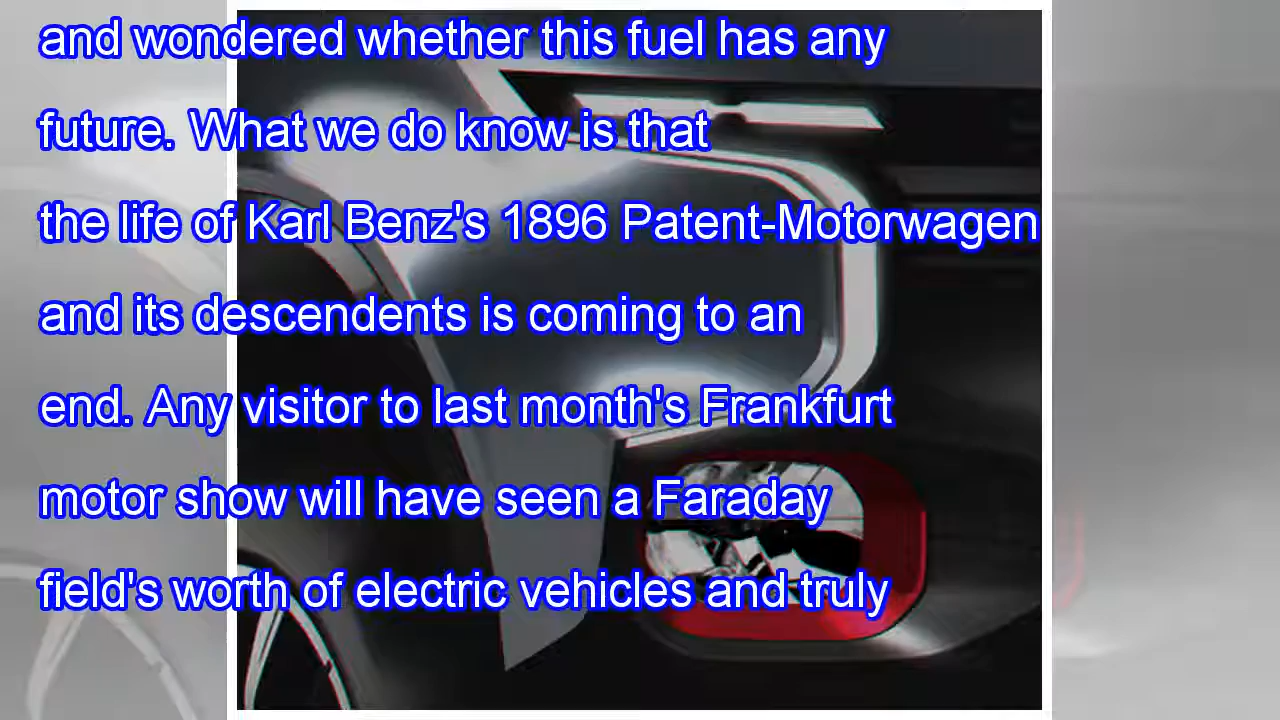 and wondered whether this fuel has any
future. What we do know is that
the life of Karl Benz's 1896 Patent-Motorwagen
and its descendents is coming to an
end. Any visitor to last month's Frankfurt
motor show will have seen a Faraday
field's worth of electric vehicles and truly